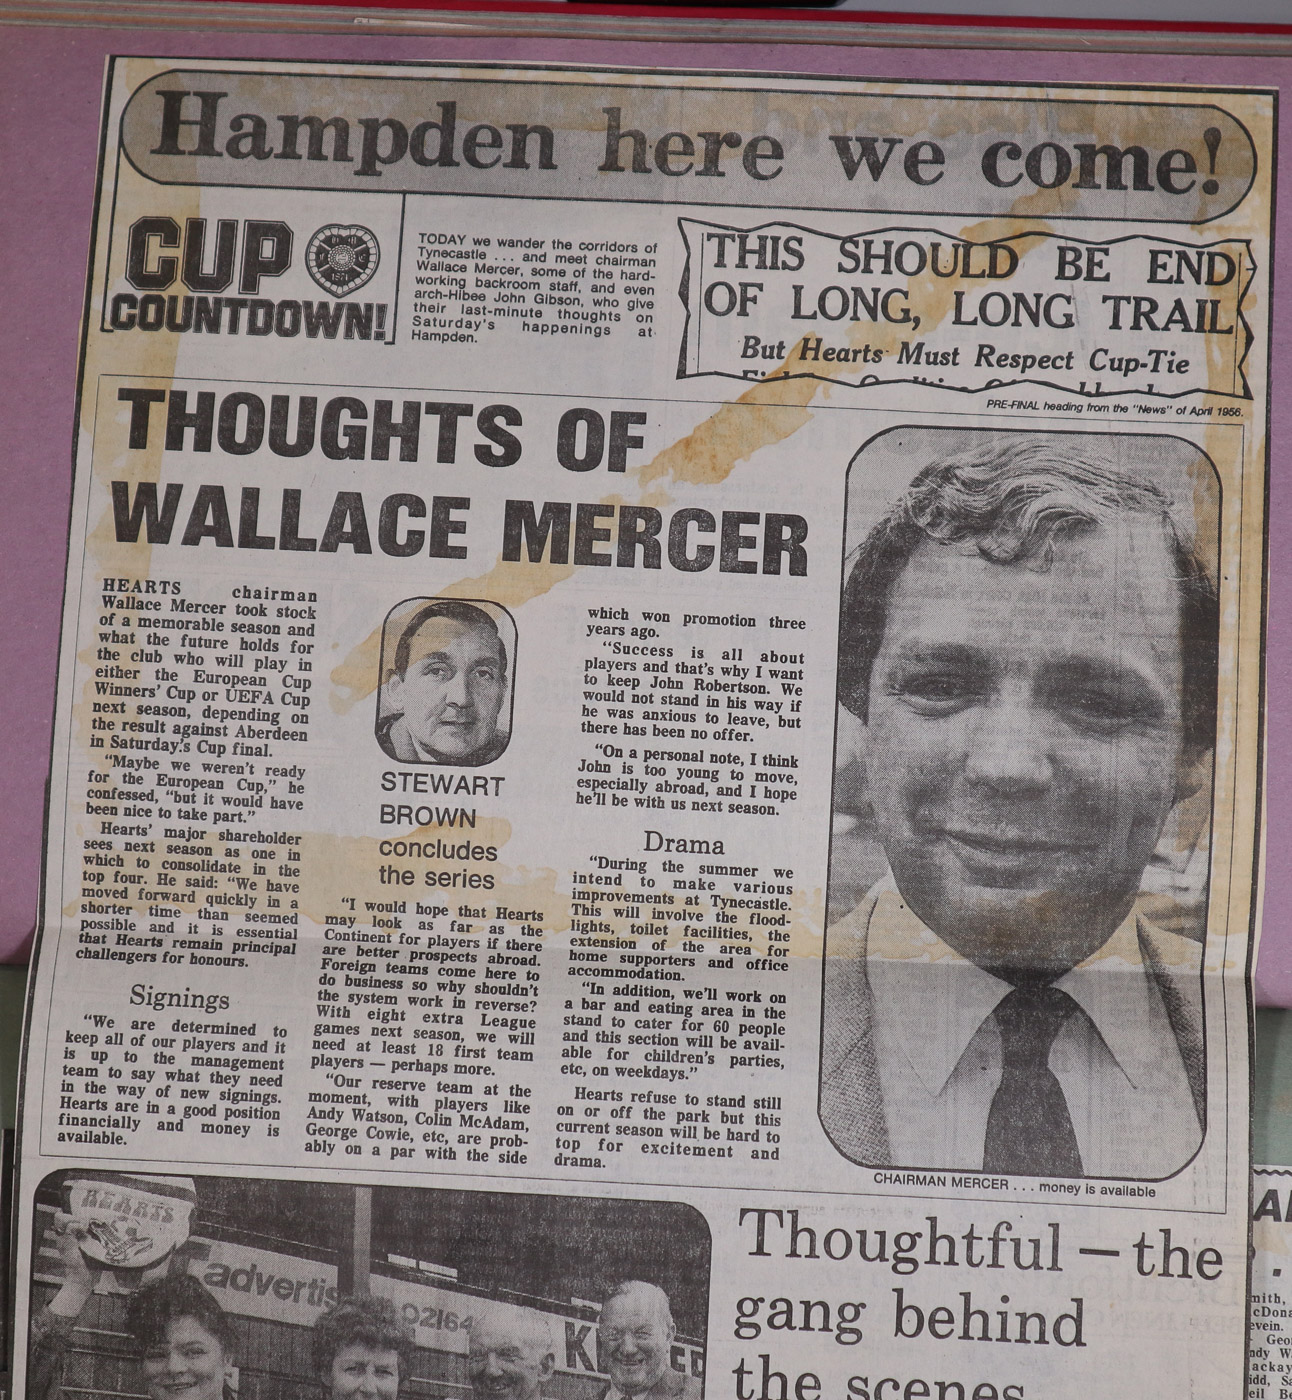 Hampden here we come!
CUP
COUNTDOWN!
TODAY we wander the corridors of
Tynecastle . . . and meet chairman
Wallace Mercer, some of the hard-
working backroom staff, and even
arch-Hibee John Gibson, who give
their last-minute thoughts on
Saturday's happenings at
Hampden.
THIS SHOULD BE END
OF LONG, LONG TRAIL
But Hearts Must Respect Cup-Tie
PRE-FINAL heading from the "News" of April 1956.
THOUGHTS OF
WALLACE MERCER
HEARTS chairman
Wallace Mercer took stock
of a memorable season and
what the future holds for
the club who will play in
either the European Cup
Winners' Cup or UEFA Cup
next season, depending on
the result against Aberdeen
in Saturday's Cup final.
"Maybe we weren't ready
for the European Cup," he
confessed, "but it would have
been nice to take part."
Hearts' major shareholder
sees next season as one in
which to consolidate in the
top four. He said: "We have
moved forward quickly in a
shorter time than seemed
possible and it is essential
that Hearts remain principal
challengers for honours.
Signings
"We are determined to
keep all of our players and it
is up to the management
team to say what they need
in the way of new signings.
Hearts are in a good position
financially and money is
available.
STEWART
BROWN
concludes
the series
"I would hope that Hearts
may look as far as the
Continent for players if there
are better prospects abroad.
Foreign teams come here to
do business so why shouldn't
the system work in reverse?
With eight extra League
games next season, we will
need at least 18 first team
players — perhaps more.
"Our reserve team at the
moment, with players like
Andy Watson, Colin McAdam,
George Cowie, etc, are prob-
ably on a par with the side
which won promotion three
years ago.
"Success is all about
players and that's why I want
to keep John Robertson. We
would not stand in his way if
he was anxious to leave, but
there has been no offer.
"On a personal note, I think
John is too young to move,
especially abroad, and I hope
he'll be with us next season.
Drama
"During the summer we
intend to make various
improvements at Tynecastle.
This will involve the flood-
lights, toilet facilities, the
extension of the area for
home supporters and office
accommodation.
"In addition, we'll work on
a bar and eating area in the
stand to cater for 60 people
and this section will be avail-
able for children's parties,
etc, on weekdays."
Hearts refuse to stand still
on or off the park but this
current season will be hard to
top for excitement and
drama.
CHAIRMAN MERCER . . . money is available
HEARTS
advertis
02164
Thoughtful — the
gang behind
the scenes